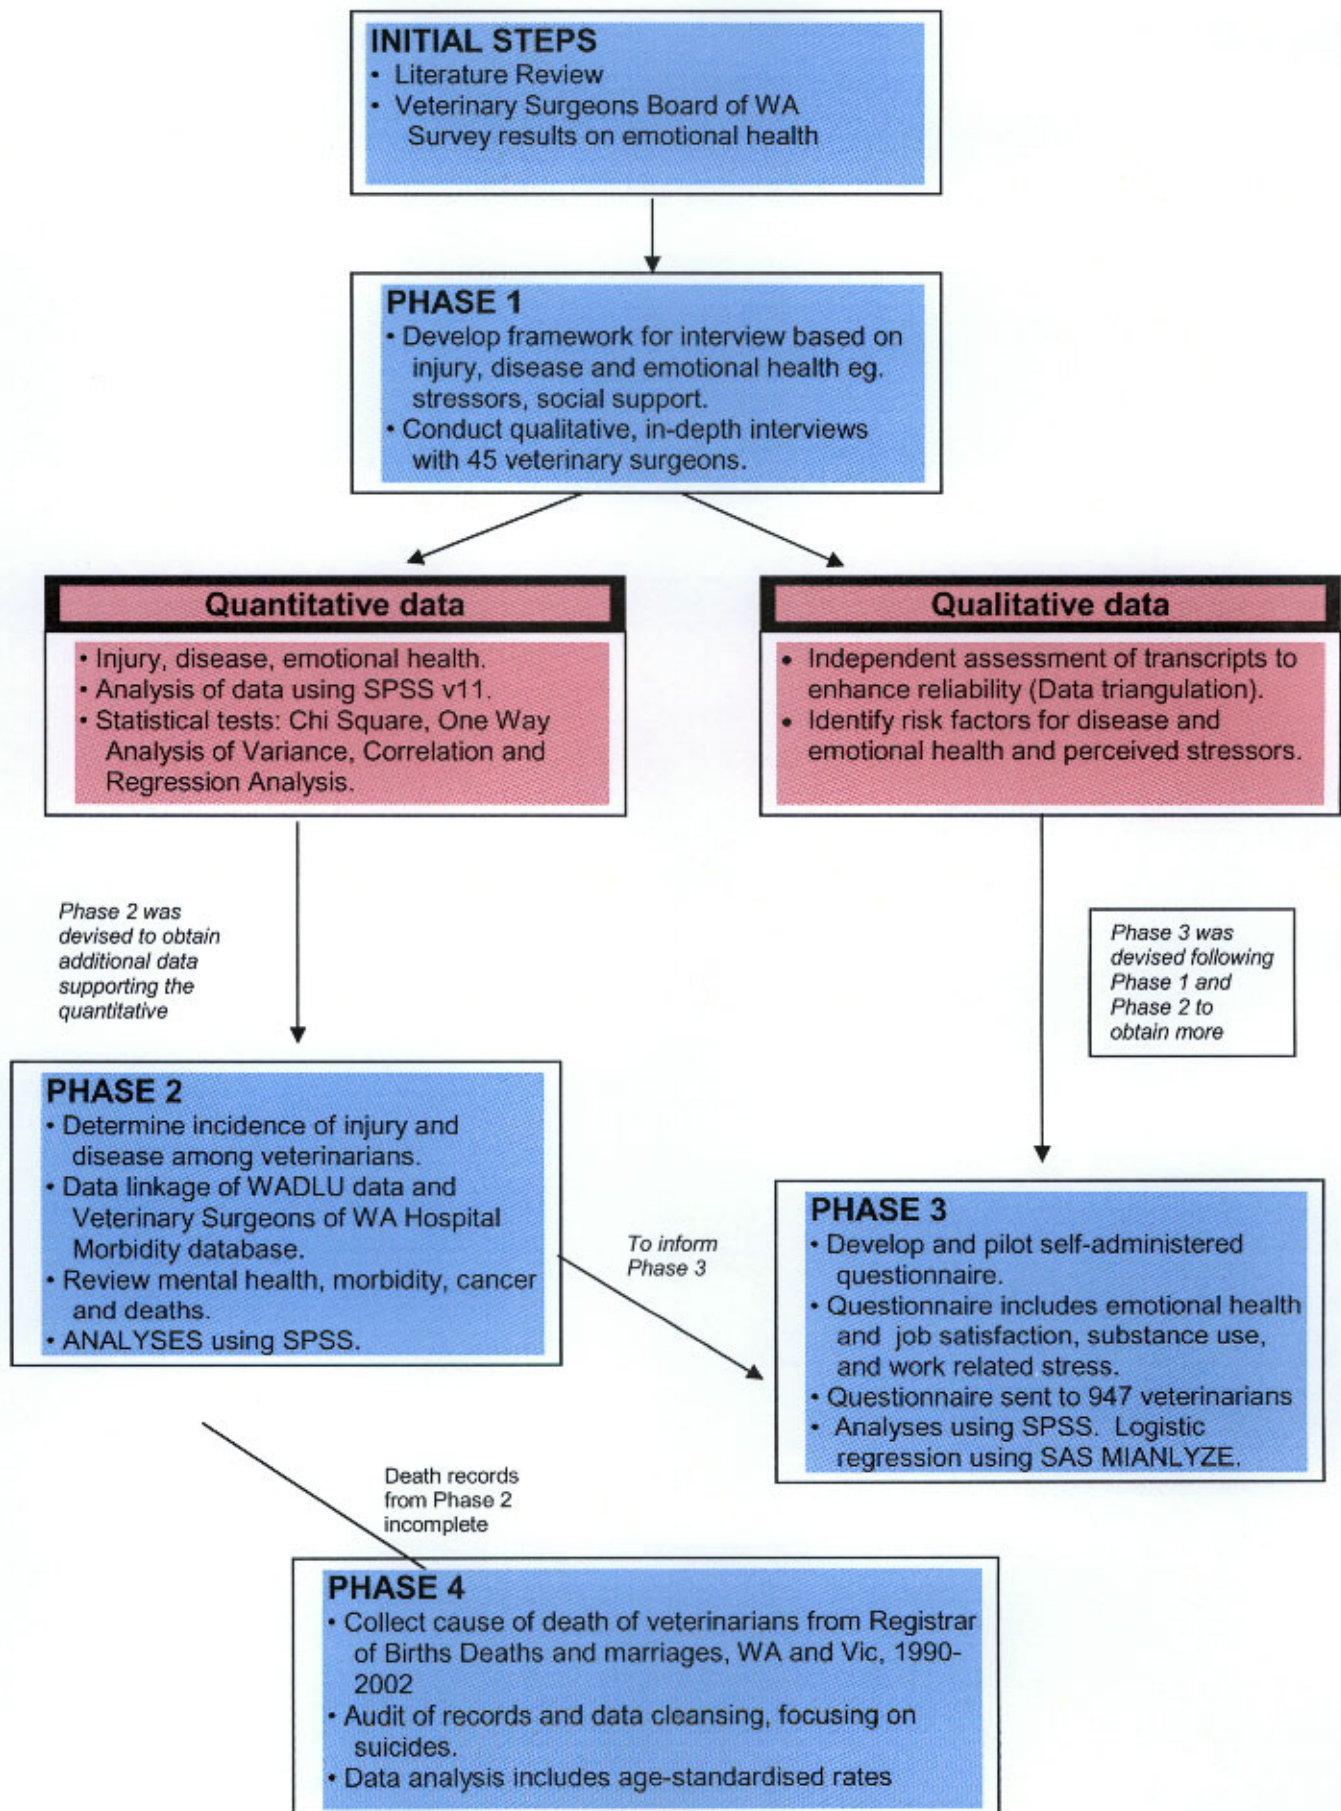 INITIAL STEPS
• Literature Review
• Veterinary Surgeons Board of WA
Survey results on emotional health
PHASE 1
• Develop framework for interview based on
injury, disease and emotional health eg.
stressors, social support.
• Conduct qualitative, in-depth interviews
with 45 veterinary surgeons.
Quantitative data
• Injury, disease, emotional health.
• Analysis of data using SPSS v11.
• Statistical tests: Chi Square, One Way
Analysis of Variance, Correlation and
Regression Analysis.
Qualitative data
• Independent assessment of transcripts to
enhance reliability (Data triangulation).
• Identify risk factors for disease and
emotional health and perceived stressors.
Phase 2 was
devised to obtain
additional data
supporting the
quantitative
Phase 3 was
devised following
Phase 1 and
Phase 2 to
obtain more
PHASE 2
• Determine incidence of injury and
disease among veterinarians.
• Data linkage of WADLU data and
Veterinary Surgeons of WA Hospital
Morbidity database.
• Review mental health, morbidity, cancer
and deaths.
• ANALYSES using SPSS.
To inform
Phase 3
PHASE 3
• Develop and pilot self-administered
questionnaire.
• Questionnaire includes emotional health
and job satisfaction, substance use,
and work related stress.
• Questionnaire sent to 947 veterinarians
• Analyses using SPSS. Logistic
regression using SAS MIANLYZE.
Death records
from Phase 2
incomplete
PHASE 4
• Collect cause of death of veterinarians from Registrar
of Births Deaths and marriages, WA and Vic, 1990-
2002
• Audit of records and data cleansing, focusing on
suicides.
• Data analysis includes age-standardised rates